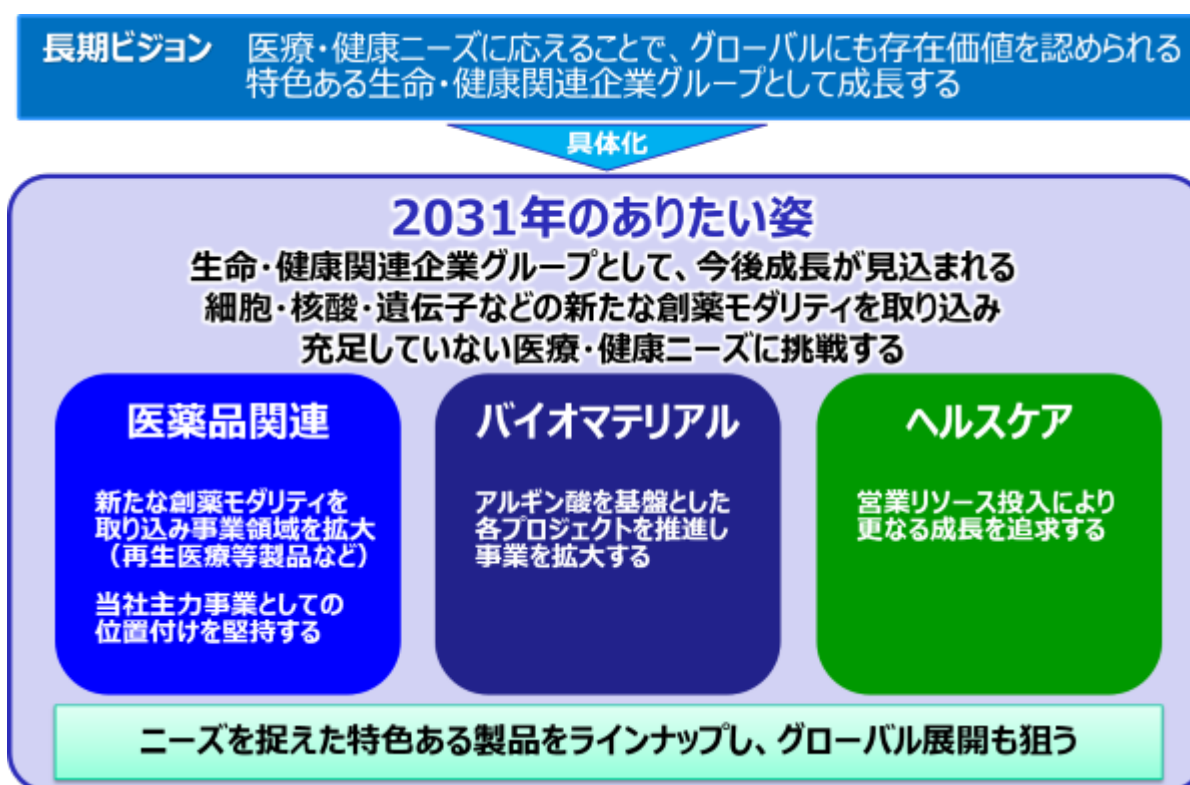 長期ビジョン 医療・健康ニーズに応えることで、グローバルにも存在価値を認められる
特色ある生命・健康関連企業グループとして成長する
具体化
2031年のありたい姿
生命・健康関連企業グループとして、今後成長が見込まれる
細胞・核酸・遺伝子などの新たな創薬モダリティを取り込み
充足していない医療・健康ニーズに挑戦する
医薬品関連
新たな創薬モダリティを
取り込み事業領域を拡大
(再生医療等製品など)
当社主力事業としての
位置付けを堅持する
バイオマテリアル
アルギン酸を基盤とした
各プロジェクトを推進し
事業を拡大する
ヘルスケア
営業リソース投入により
更なる成長を追求する
ニーズを捉えた特色ある製品をラインナップし、グローバル展開も狙う